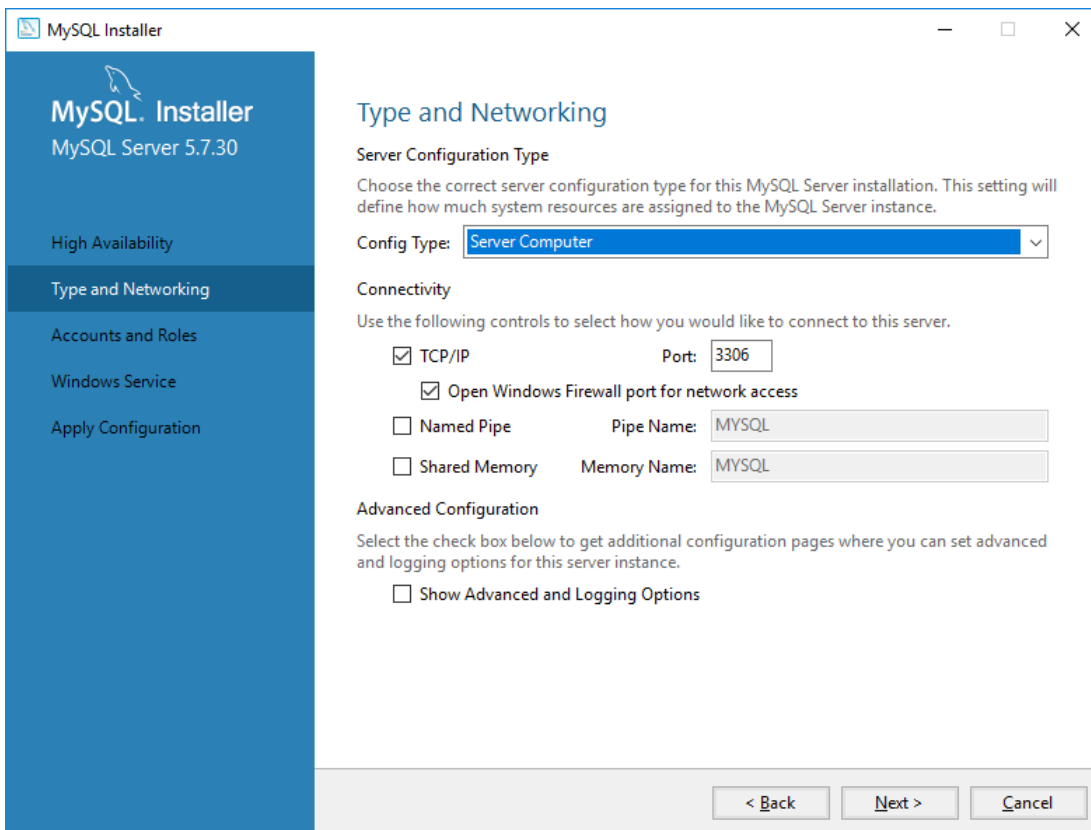 MySQL Installer
MySQL. Installer
MySQL Server 5.7.30
High Availability
Type and Networking
Accounts and Roles
Windows Service
Apply Configuration
Type and Networking
Server Configuration Type
Choose the correct server configuration type for this MySQL Server installation. This setting will
define how much system resources are assigned to the MySQL Server instance.
Config Type: Server Computer
Connectivity
Use the following controls to select how you would like to connect to this server.
TCP/IP Port: 3306
Open Windows Firewall port for network access
Named Pipe Pipe Name: MYSQL
Shared Memory Memory Name: MYSQL
Advanced Configuration
Select the check box below to get additional configuration pages where you can set advanced
and logging options for this server instance.
Show Advanced and Logging Options
< Back Next > Cancel